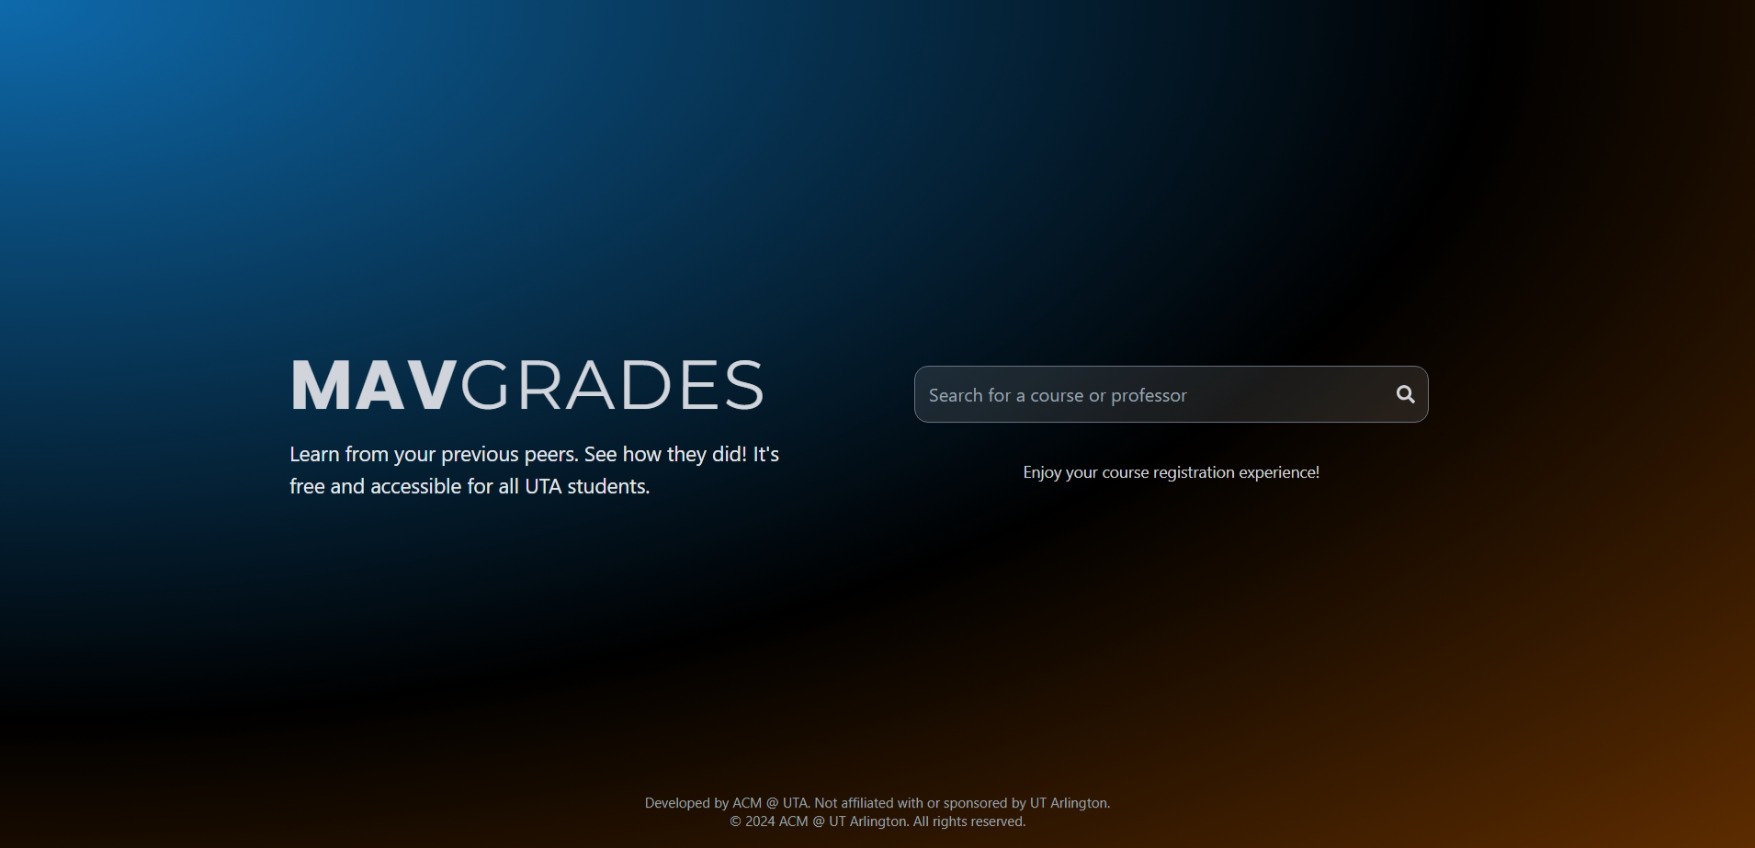 MAVGRADES
Learn from your previous peers. See how they did! It's
free and accessible for all UTA students.
Search for a course or professor
Enjoy your course registration experience!
Developed by ACM @ UTA. Not affiliated with or sponsored by UT Arlington.
© 2024 ACM @ UT Arlington. All rights reserved.